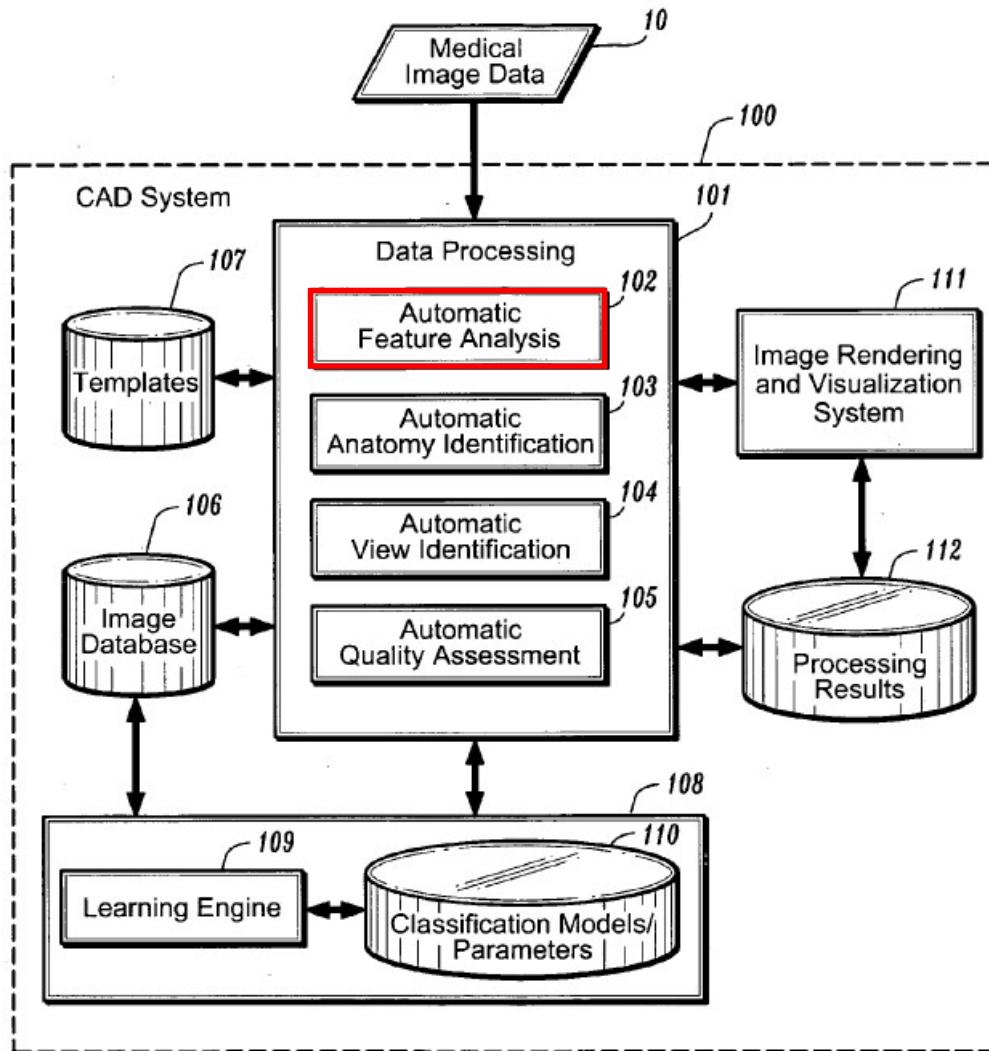 10
Medical
Image Data
100
CAD System
101
Data Processing
107
102
Automatic
Feature Analysis
111
Templates
Image Rendering
and Visualization
System
103
Automatic
Anatomy Identification
106
104
Automatic
View Identification
112
Image
Database
105
Automatic
Quality Assessment
Processing
Results
108
109
110
Learning Engine
Classification Models/
Parameters